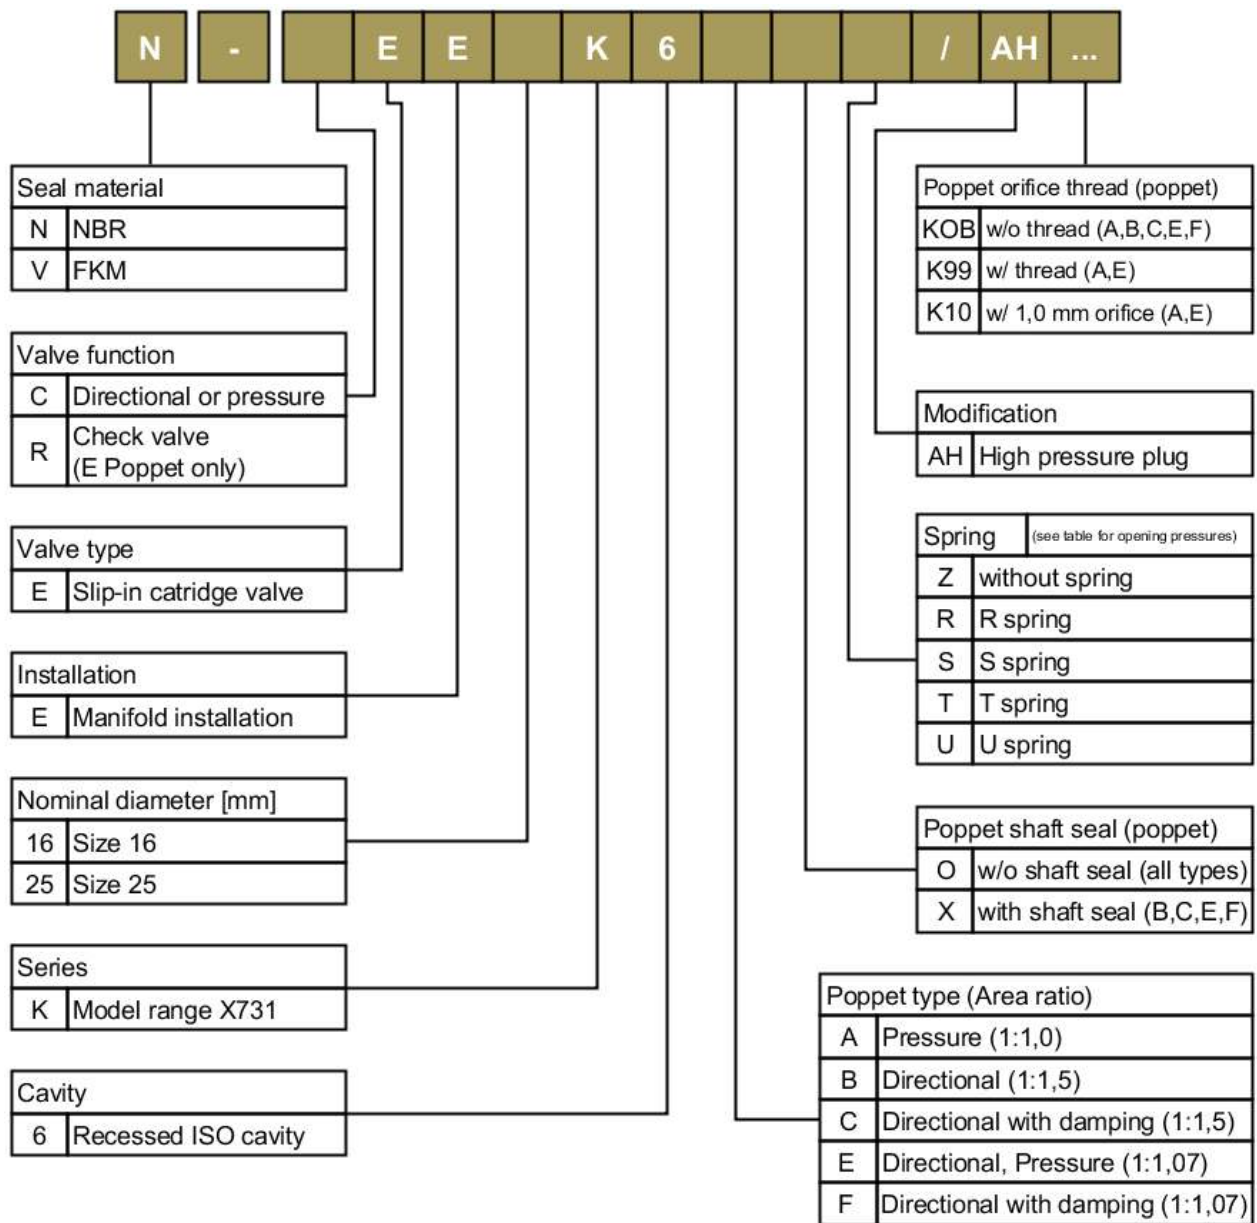 N - E E K 6 / AH ...
Seal material
N NBR
V FKM
Valve function
C Directional or pressure
R Check valve
(E Poppet only)
Valve type
E Slip-in catridge valve
Installation
E Manifold installation
Nominal diameter [mm]
16 Size 16
25 Size 25
Series
K Model range X731
Cavity
6 Recessed ISO cavity
Poppet orifice thread (poppet)
KOB w/o thread (A,B,C,E,F)
K99 w/ thread (A,E)
K10 w/ 1,0 mm orifice (A,E)
Modification
AH High pressure plug
Spring (see table for opening pressures)
Z without spring
R R spring
S S spring
T T spring
U U spring
Poppet shaft seal (poppet)
O w/o shaft seal (all types)
X with shaft seal (B,C,E,F)
Poppet type (Area ratio)
A Pressure (1:1,0)
B Directional (1:1,5)
C Directional with damping (1:1,5)
E Directional, Pressure (1:1,07)
F Directional with damping (1:1,07)